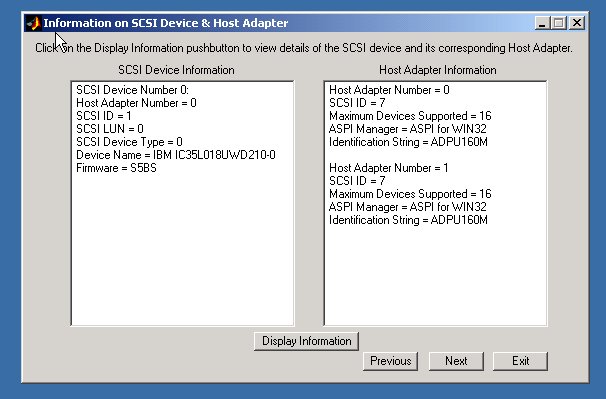 Information on SCSI Device & Host Adapter
Click on the Display Information pushbutton to view details of the SCSI device and its corresponding Host Adapter.
SCSI Device Information
SCSI Device Number 0:
Host Adapter Number = 0
SCSI ID = 1
SCSI LUN = 0
SCSI Device Type = 0
Device Name = IBM IC35L018UWD210-0
Firmware = S5BS
Host Adapter Information
Host Adapter Number = 0
SCSI ID = 7
Maximum Devices Supported = 16
ASPI Manager = ASPI for WIN32
Identification String = ADPU160M
Host Adapter Number = 1
SCSI ID = 7
Maximum Devices Supported = 16
ASPI Manager = ASPI for WIN32
Identification String = ADPU160M
Display Information
Previous
Next
Exit